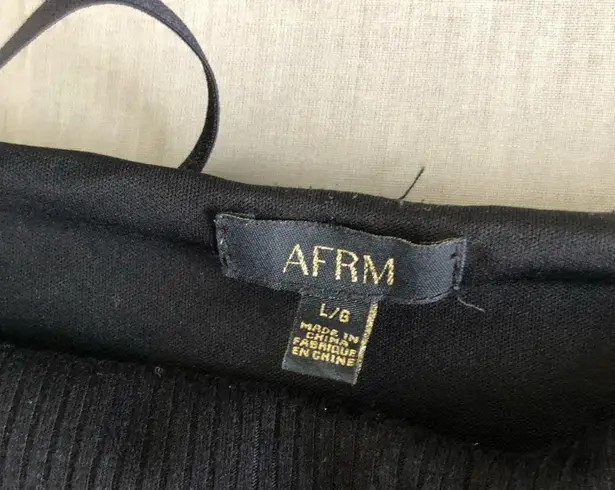 AFRM
L/G
MADE IN
CHINA
FABRIQUE
EN CHINE